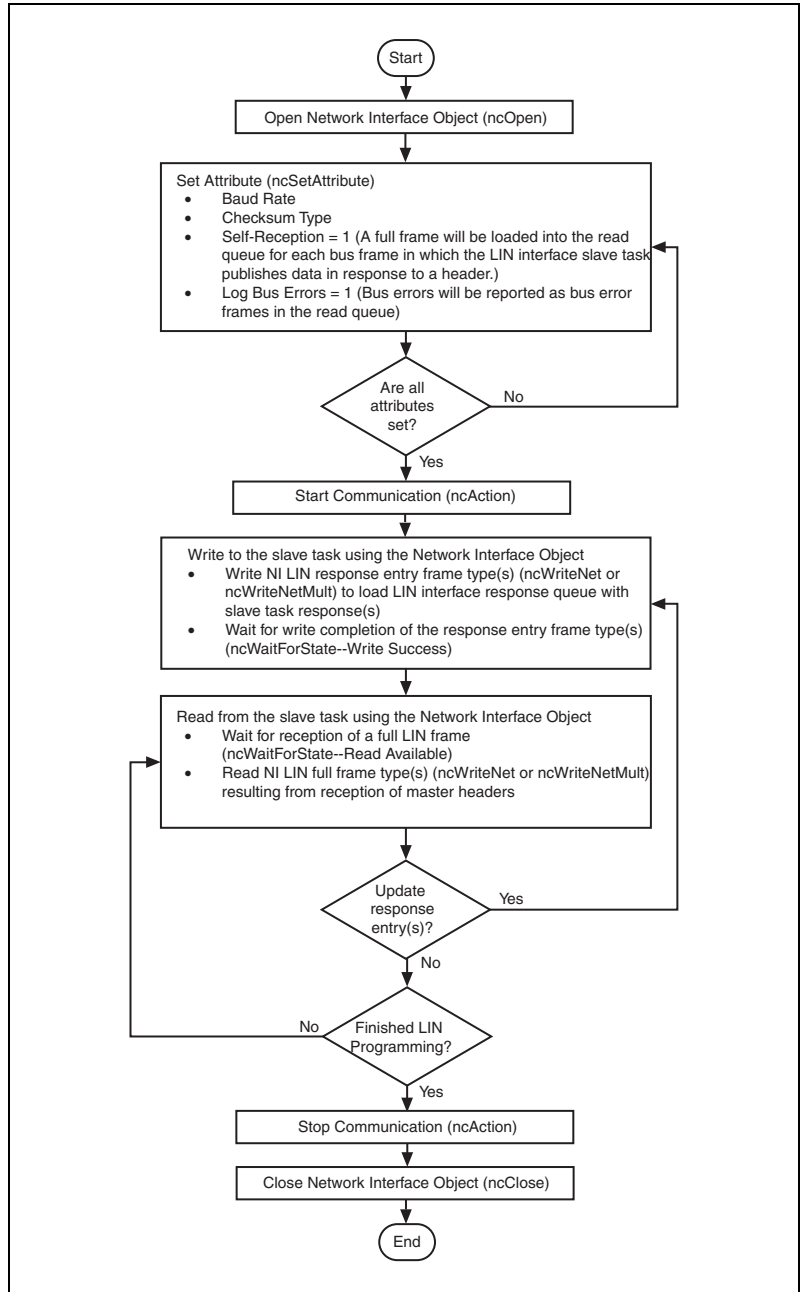 Start
Open Network Interface Object (ncOpen)
Set Attribute (ncSetAttribute)
• Baud Rate
• Checksum Type
• Self-Reception = 1 (A full frame will be loaded into the read
queue for each bus frame in which the LIN interface slave task
publishes data in response to a header.)
• Log Bus Errors = 1 (Bus errors will be reported as bus error
frames in the read queue)
Are all
attributes
set?
No
Yes
Start Communication (ncAction)
Write to the slave task using the Network Interface Object
• Write NI LIN response entry frame type(s) (ncWriteNet or
ncWriteNetMult) to load LIN interface response queue with
slave task response(s)
• Wait for write completion of the response entry frame type(s)
(ncWaitForState--Write Success)
Read from the slave task using the Network Interface Object
• Wait for reception of a full LIN frame
(ncWaitForState--Read Available)
• Read NI LIN full frame type(s) (ncWriteNet or ncWriteNetMult)
resulting from reception of master headers
Update
response
entry(s)?
Yes
No
Finished LIN
Programming?
No
Yes
Stop Communication (ncAction)
Close Network Interface Object (ncClose)
End